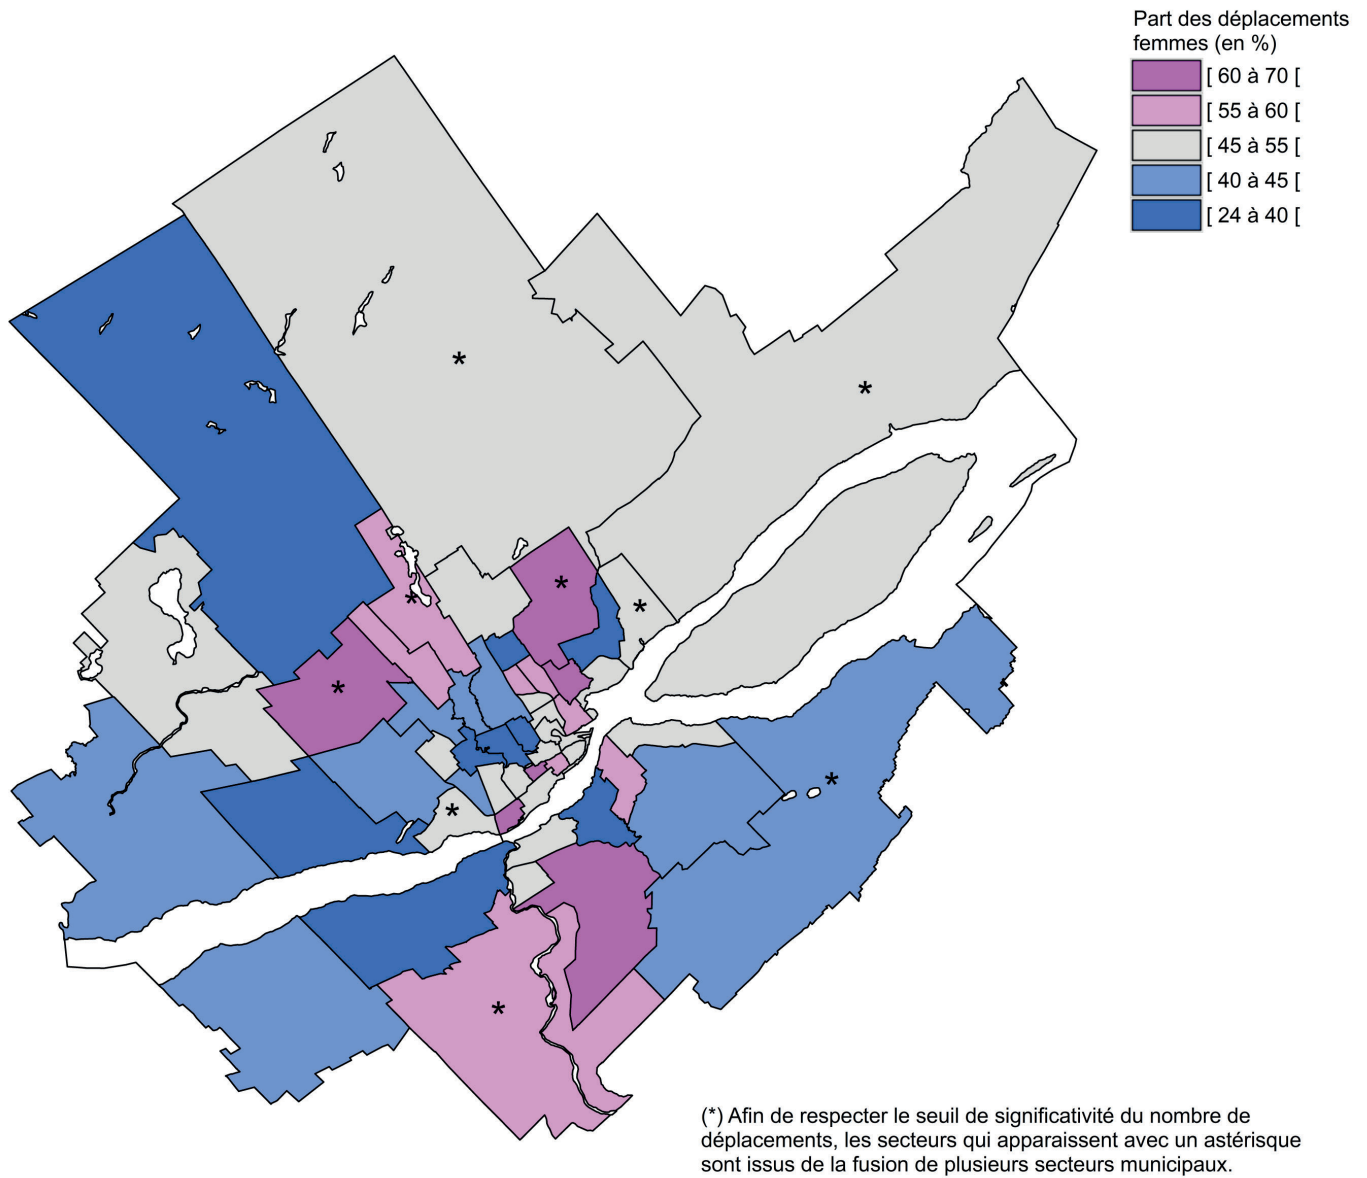 Part des déplacements
femmes (en %)
[ 60 à 70 [
[ 55 à 60 [
[ 45 à 55 [
[ 40 à 45 [
[ 24 à 40 [
*
*
*
*
*
*
*
*
*
(*) Afin de respecter le seuil de significativité du nombre de
déplacements, les secteurs qui apparaissent avec un astérisque
sont issus de la fusion de plusieurs secteurs municipaux.